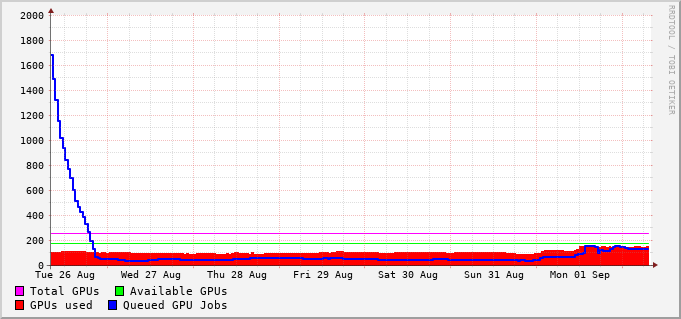 2000
1800
1600
1400
1200
1000
800
600
400
200
0
Tue 26 Aug Wed 27 Aug Thu 28 Aug Fri 29 Aug Sat 30 Aug Sun 31 Aug Mon 01 Sep
Total GPUs Available GPUs
GPUs used Queued GPU Jobs
RRDTOOL / TOBI OETIKER